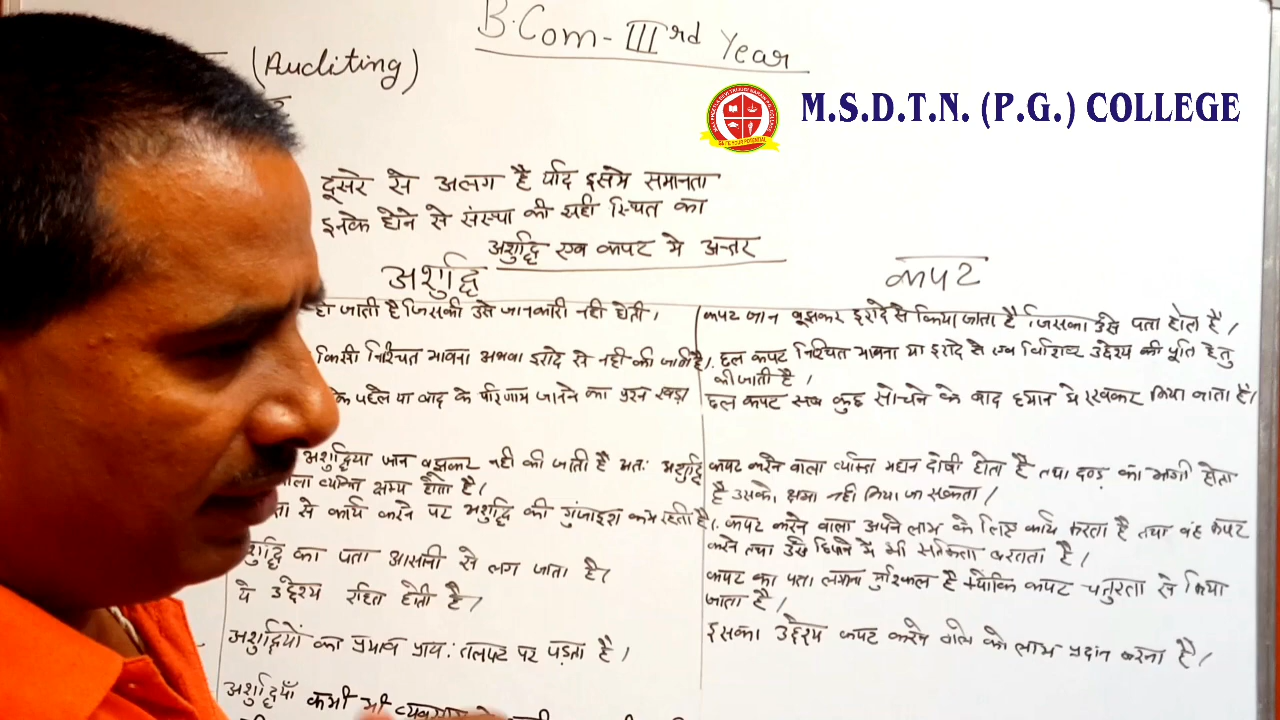 B.Com - IIIrd Year
(Auditing)
M.S.D.T.N. (P.G.) COLLEGE
दूसरे से अलग है यदि इसमे समानता
इनके होने से संस्था की सही स्थित का
अशुद्धि एवं कपट मे अन्तर
अशुद्धि
कपट
हो जाती है जिसकी उसे जानकारी नही होती।
किसी निश्चित भावना अथवा इरादे से नही की जाती है।
के पहले या बाद के परिणाम जानने का प्रश्न खड़ा
अशुद्धिया जान बूझकर नही की जाती है अतः अशुद्धि
वाला व्यक्ति क्षम्य होता है।
से कार्य करने पर अशुद्धि की गुंजाइश कम रहती है।
का पता आसानी से लग जाता है।
ये उद्देश्य रहित होती है।
अशुद्धियों का प्रभाव प्राय: तलपट पर पड़ता है।
अशुद्धियाँ कभी भी
कपट जान बूझकर इरादे से किया जाता है जिसका उसे पता होता है।
छल कपट निश्चित भावना या इरादे से एव विशिष्ट उद्देश्य की पूर्ति हेतु
की जाती है।
छल कपट सब कुछ सोचने के बाद ध्यान मे रखकर किया जाता है।
कपट करने वाला व्यक्ति महान दोषी होता है तथा दण्ड़ का भागी होता
है उसको क्षमा नही किया जा सकता।
कपट करने वाला अपने लाभ के लिए कार्य करता है तथा वह कपट
करने तथा उसे छिपाने में भी सतर्कता बरतता है।
कपट का पता लगाना मुश्किल है क्योकि कपट चतुरता से किया
जाता है।
इसका उद्देश्य कपट करने वाले को लाभ प्रदान करना है।